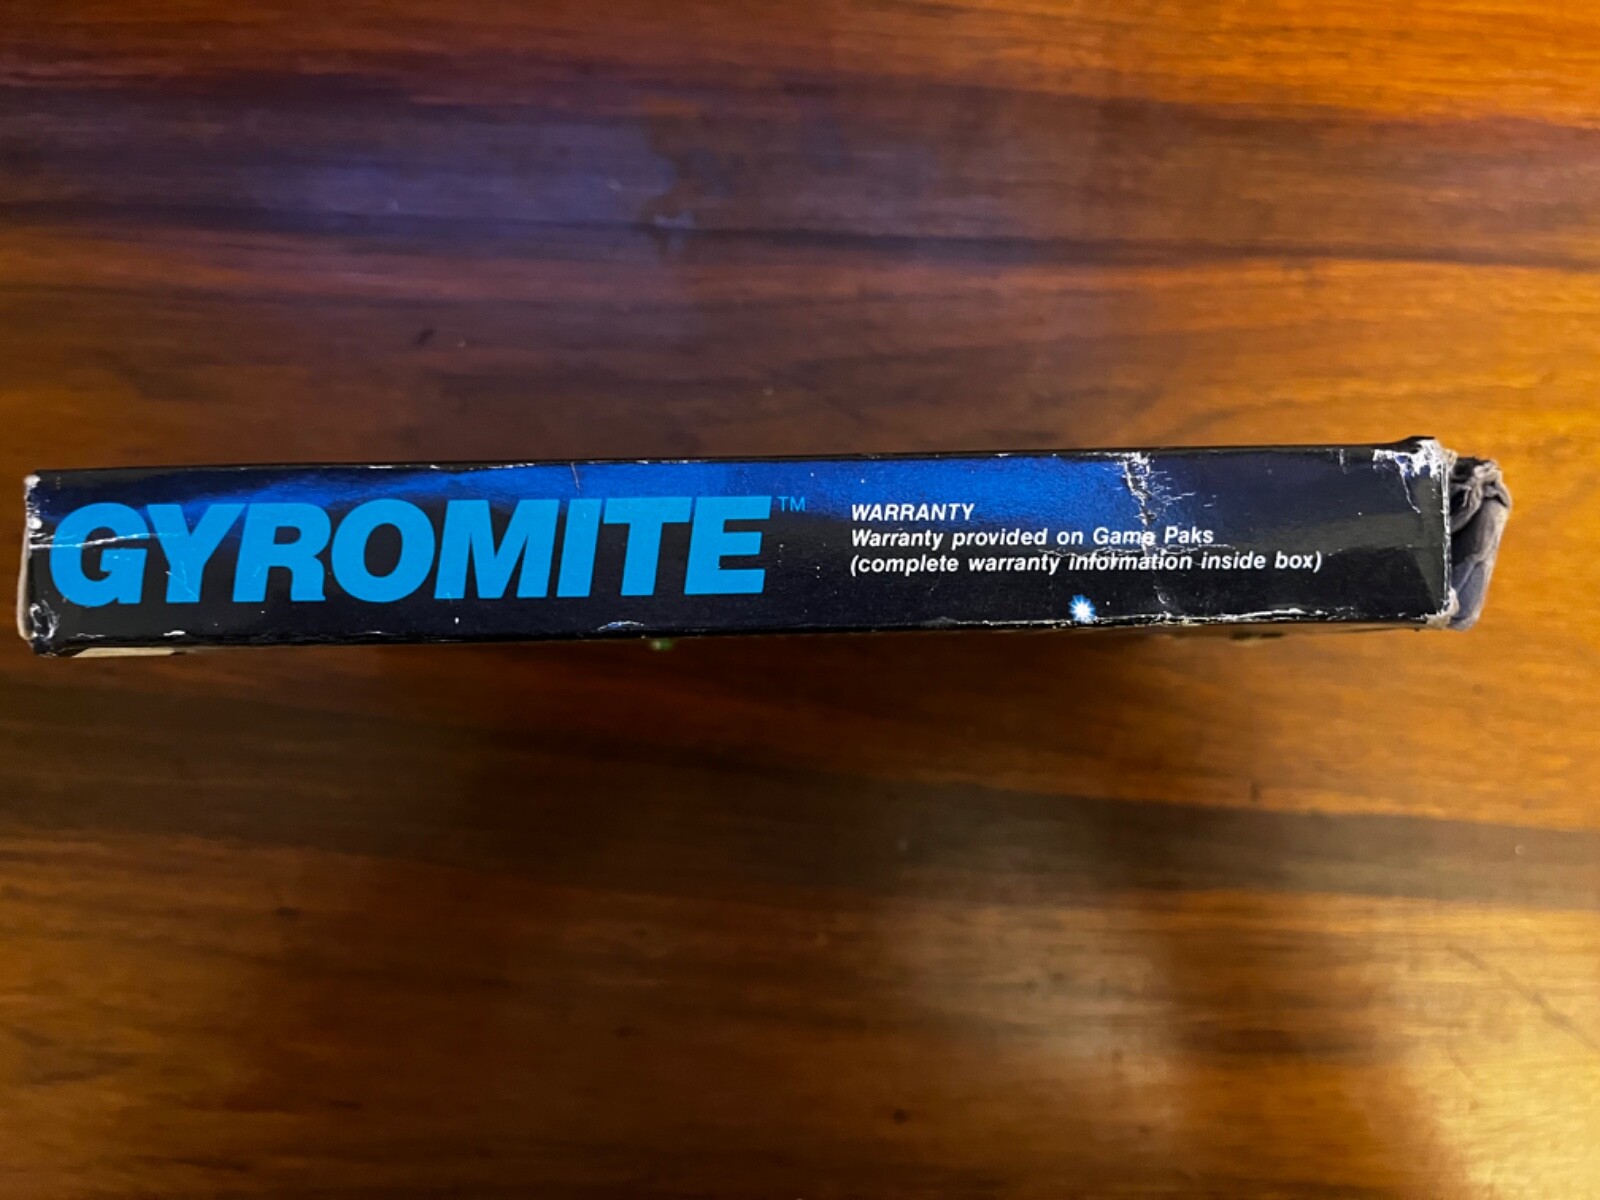 GYROMITE™
WARRANTY
Warranty provided on Game Paks
(complete warranty information inside box)